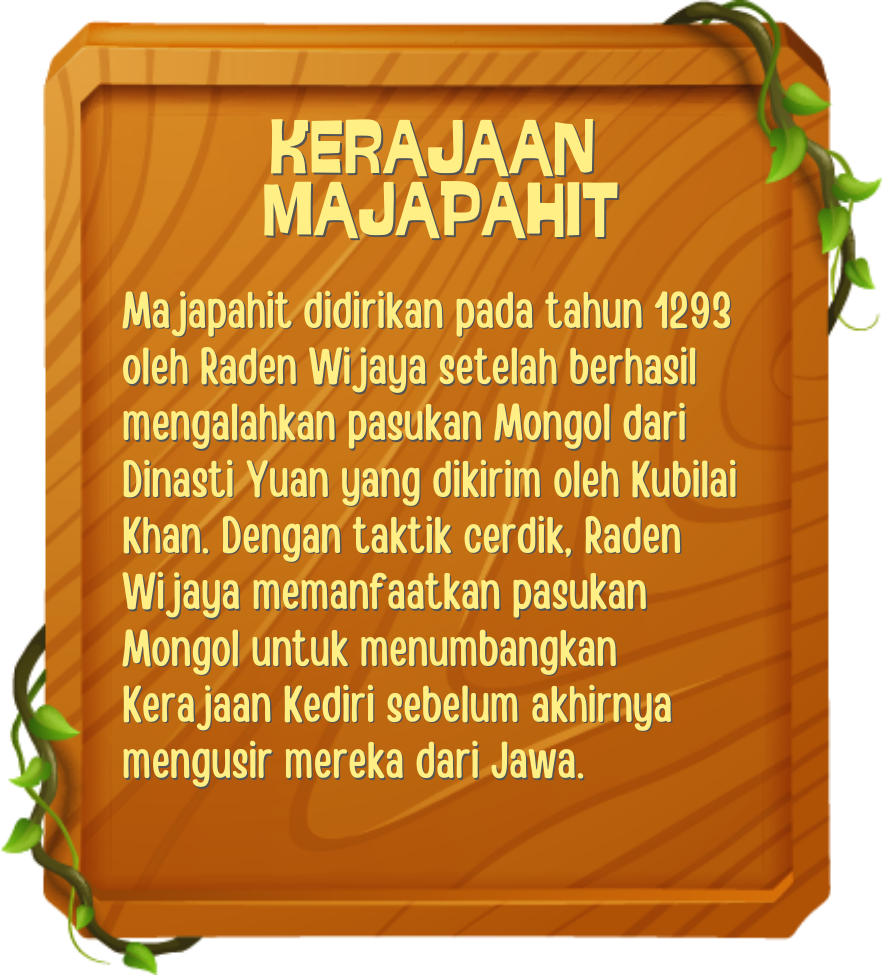 KERAJAAN
MAJAPAHIT
Majapahit didirikan pada tahun 1293
oleh Raden Wijaya setelah berhasil
mengalahkan pasukan Mongol dari
Dinasti Yuan yang dikirim oleh Kubilai
Khan. Dengan taktik cerdik, Raden
Wijaya memanfaatkan pasukan
Mongol untuk menumbangkan
Kerajaan Kediri sebelum akhirnya
mengusir mereka dari Jawa.